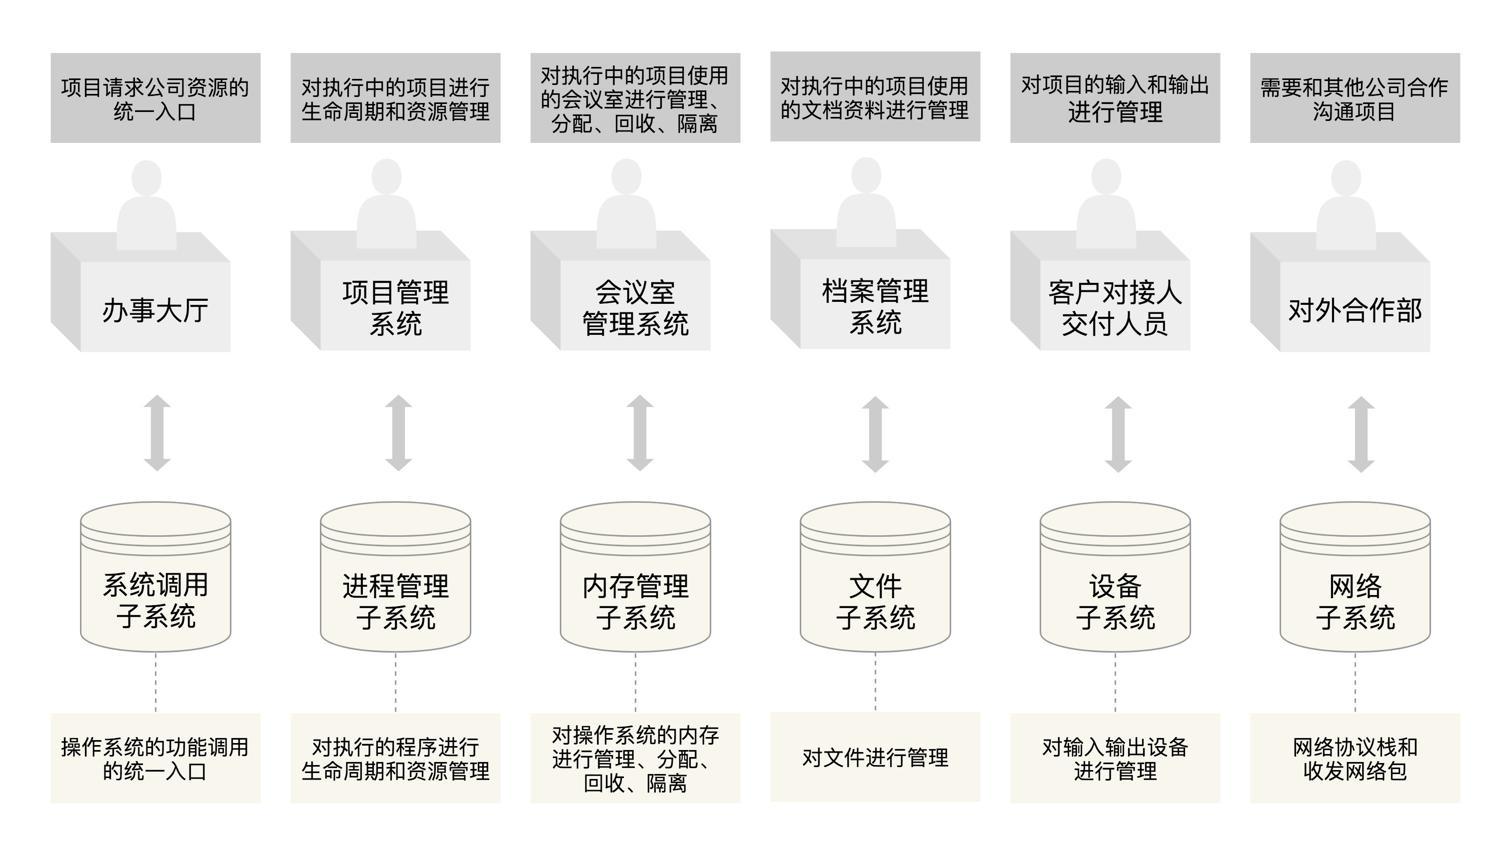 项目请求公司资源的
统一入口
对执行中的项目进行
生命周期和资源管理
对执行中的项目使用
的会议室进行管理、
分配、回收、隔离
对执行中的项目使用
的文档资料进行管理
对项目的输入和输出
进行管理
需要和其他公司合作
沟通项目
办事大厅
项目管理
系统
会议室
管理系统
档案管理
系统
客户对接人
交付人员
对外合作部
系统调用
子系统
进程管理
子系统
内存管理
子系统
文件
子系统
设备
子系统
网络
子系统
操作系统的功能调用
的统一入口
对执行的程序进行
生命周期和资源管理
对操作系统的内存
进行管理、分配、
回收、隔离
对文件进行管理
对输入输出设备
进行管理
网络协议栈和
收发网络包